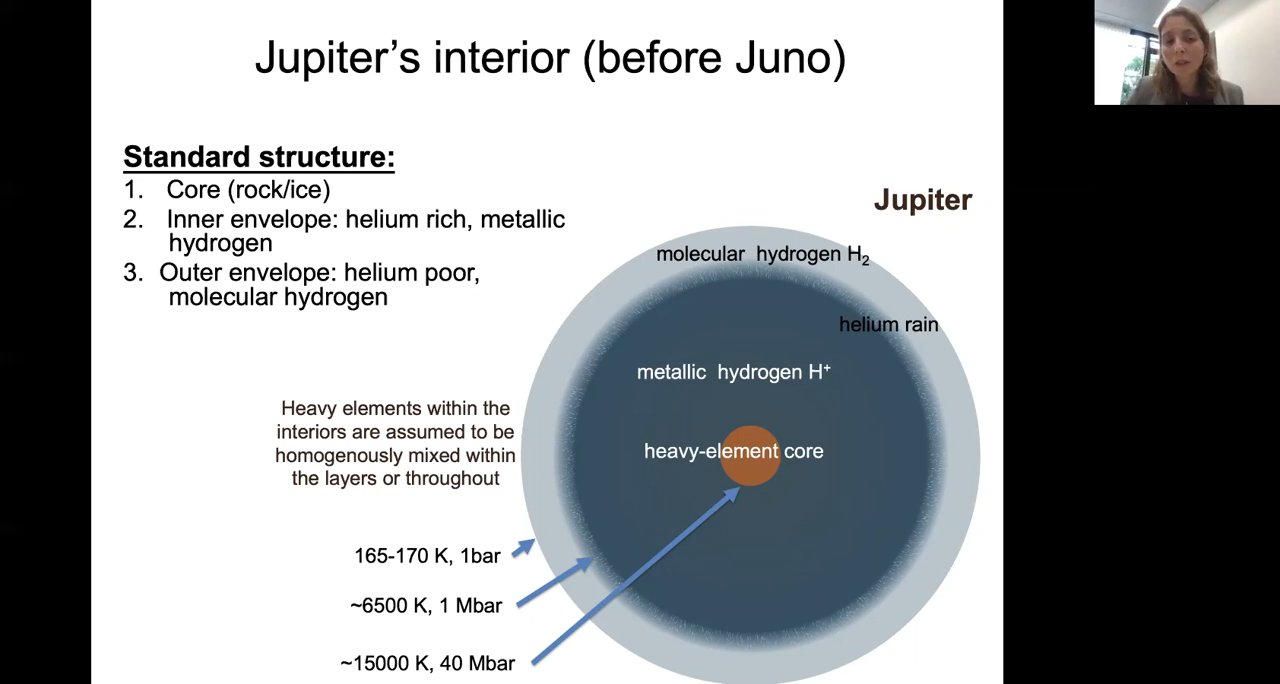 Jupiter's interior (before Juno)
Standard structure:
1. Core (rock/ice)
2. Inner envelope: helium rich, metallic
hydrogen
3. Outer envelope: helium poor,
molecular hydrogen
Jupiter
molecular hydrogen H₂
helium rain
metallic hydrogen H⁺
heavy-element core
Heavy elements within the
interiors are assumed to be
homogenously mixed within
the layers or throughout
165-170 K, 1bar
~6500 K, 1 Mbar
~15000 K, 40 Mbar